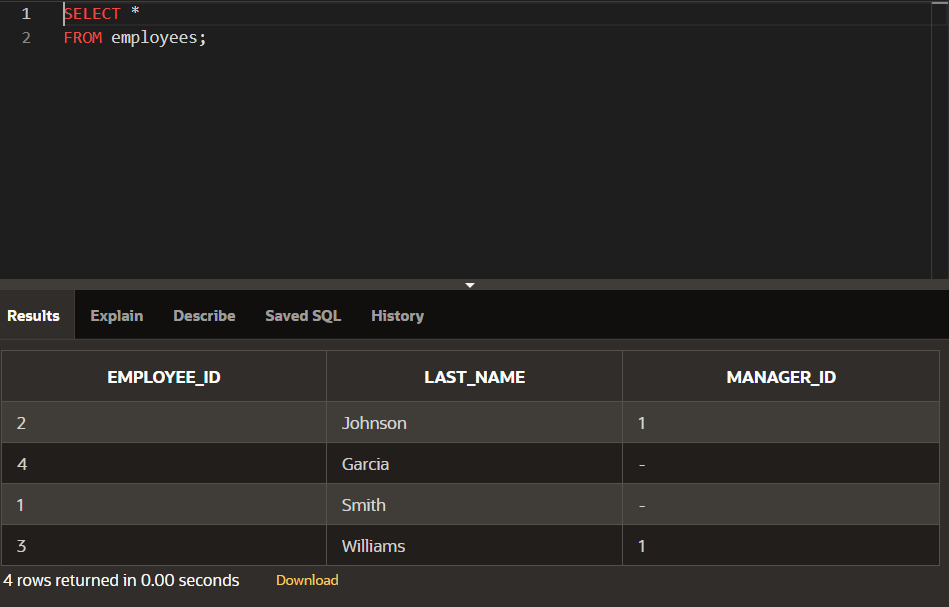 1 SELECT *
2 FROM employees;
Results Explain Describe Saved SQL History
EMPLOYEE_ID LAST_NAME MANAGER_ID
2 Johnson 1
4 Garcia -
1 Smith -
3 Williams 1
4 rows returned in 0.00 seconds Download